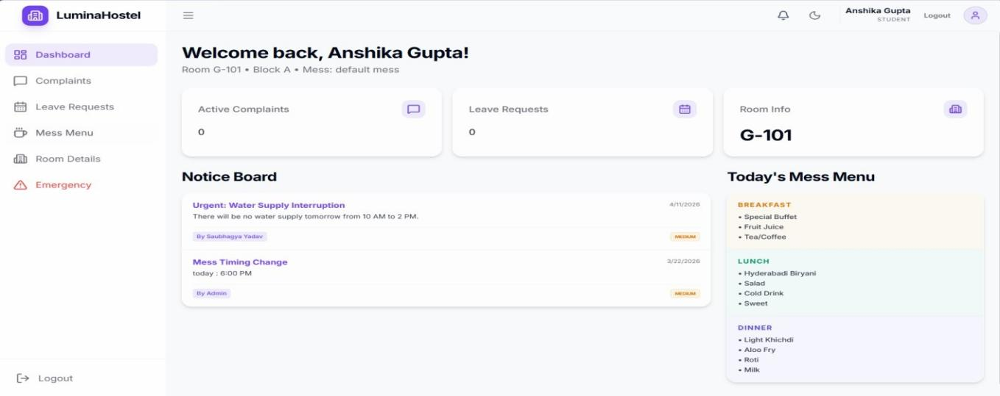 LuminaHostel
Anshika Gupta
STUDENT
Logout
Dashboard
Complaints
Leave Requests
Mess Menu
Room Details
Emergency
Logout
Welcome back, Anshika Gupta!
Room G-101 • Block A • Mess: default mess
Active Complaints
0
Leave Requests
0
Room Info
G-101
Notice Board
Urgent: Water Supply Interruption
4/11/2026
There will be no water supply tomorrow from 10 AM to 2 PM.
By Saubhagya Yadav
MEDIUM
Mess Timing Change
3/22/2026
today : 6:00 PM
By Admin
MEDIUM
Today's Mess Menu
BREAKFAST
• Special Buffet
• Fruit Juice
• Tea/Coffee
LUNCH
• Hyderabadi Biryani
• Salad
• Cold Drink
• Sweet
DINNER
• Light Khichdi
• Aloo Fry
• Roti
• Milk